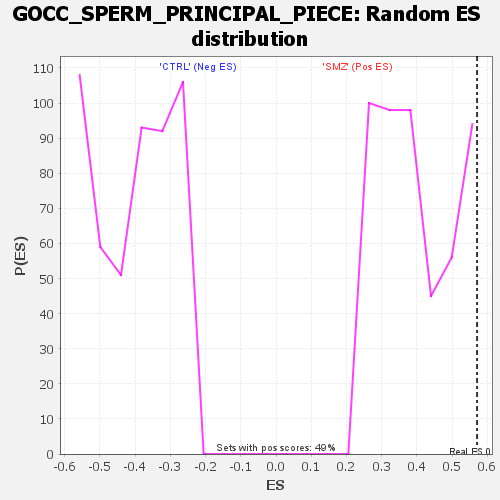 GOCC_SPERM_PRINCIPAL_PIECE: Random ES
distribution
'CTRL' (Neg ES)
'SMZ' (Pos ES)
110
100
90
80
70
60
50
40
30
20
10
0
P(ES)
Sets with pos scores: 49%
Real ES 0
-0.6 -0.5 -0.4 -0.3 -0.2 -0.1 0.0 0.1 0.2 0.3 0.4 0.5 0.6
ES